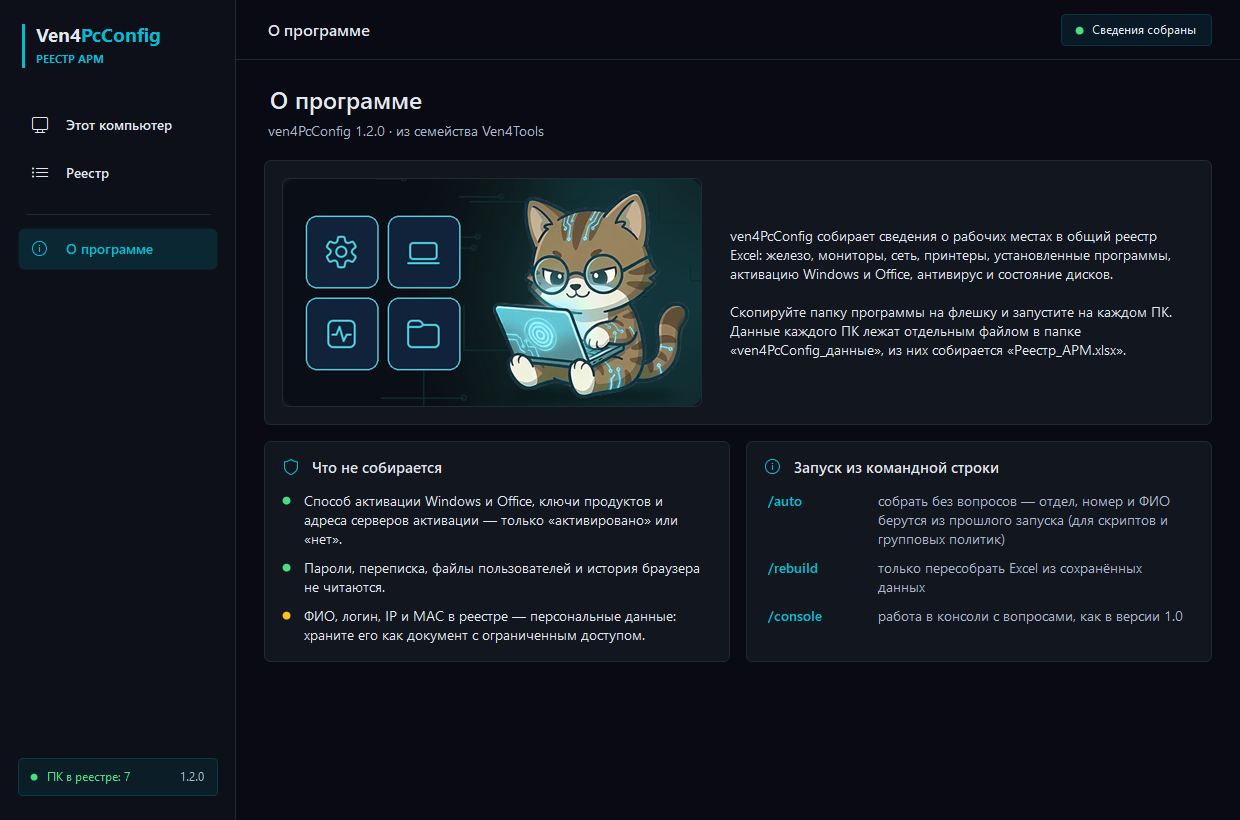 Ven4PcConfig
РЕЕСТР АРМ
Этот компьютер
Реестр
О программе
ПК в реестре: 7
1.2.0
О программе
Сведения собраны
О программе
ven4PcConfig 1.2.0 · из семейства Ven4Tools
ven4PcConfig собирает сведения о рабочих местах в общий реестр
Excel: железо, мониторы, сеть, принтеры, установленные программы,
активацию Windows и Office, антивирус и состояние дисков.
Скопируйте папку программы на флешку и запустите на каждом ПК.
Данные каждого ПК лежат отдельным файлом в папке
«ven4PcConfig_данные», из них собирается «Реестр_АРМ.xlsx».
Что не собирается
Способ активации Windows и Office, ключи продуктов и
адреса серверов активации — только «активировано» или
«нет».
Пароли, переписка, файлы пользователей и история браузера
не читаются.
ФИО, логин, IP и MAC в реестре — персональные данные:
храните его как документ с ограниченным доступом.
Запуск из командной строки
/auto
собрать без вопросов — отдел, номер и ФИО
берутся из прошлого запуска (для скриптов и
групповых политик)
/rebuild
только пересобрать Excel из сохранённых
данных
/console
работа в консоли с вопросами, как в версии 1.0